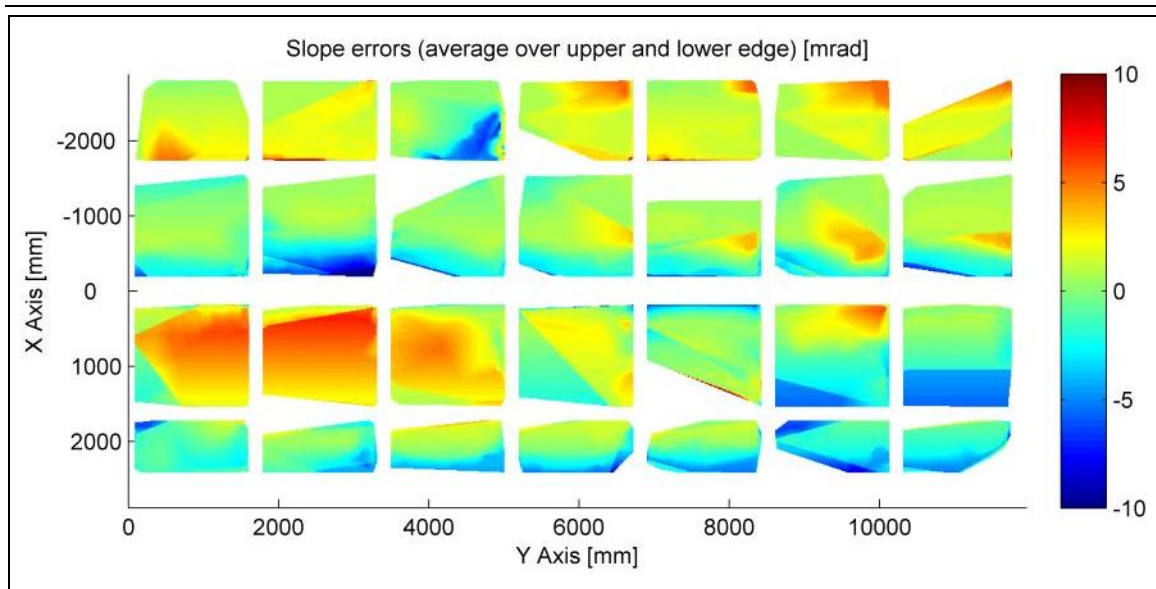 Slope errors (average over upper and lower edge) [mrad]
10
5
0
-5
-10
X Axis [mm]
-2000
-1000
0
1000
2000
0 2000 4000 6000 8000 10000
Y Axis [mm]